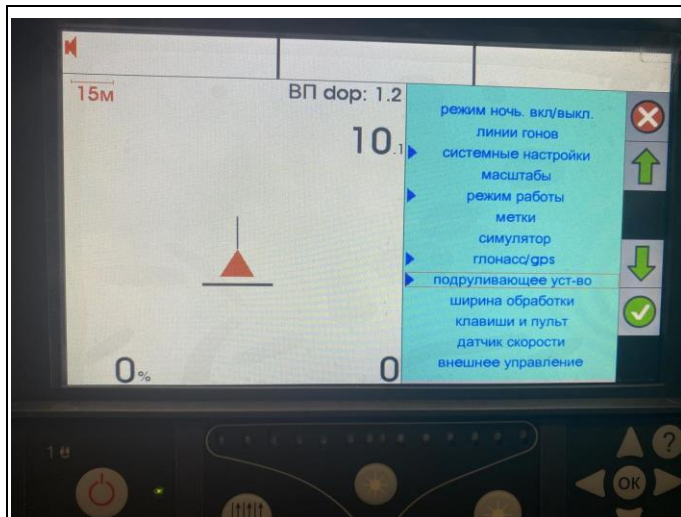 15м
ВП dop: 1.2
10.1
режим ночь. вкл/выкл.
линии гонов
системные настройки
масштабы
режим работы
метки
симулятор
глонасс/gps
подруливающее уст-во
ширина обработки
клавиши и пульт
датчик скорости
внешнее управление
0%
0
?
OK